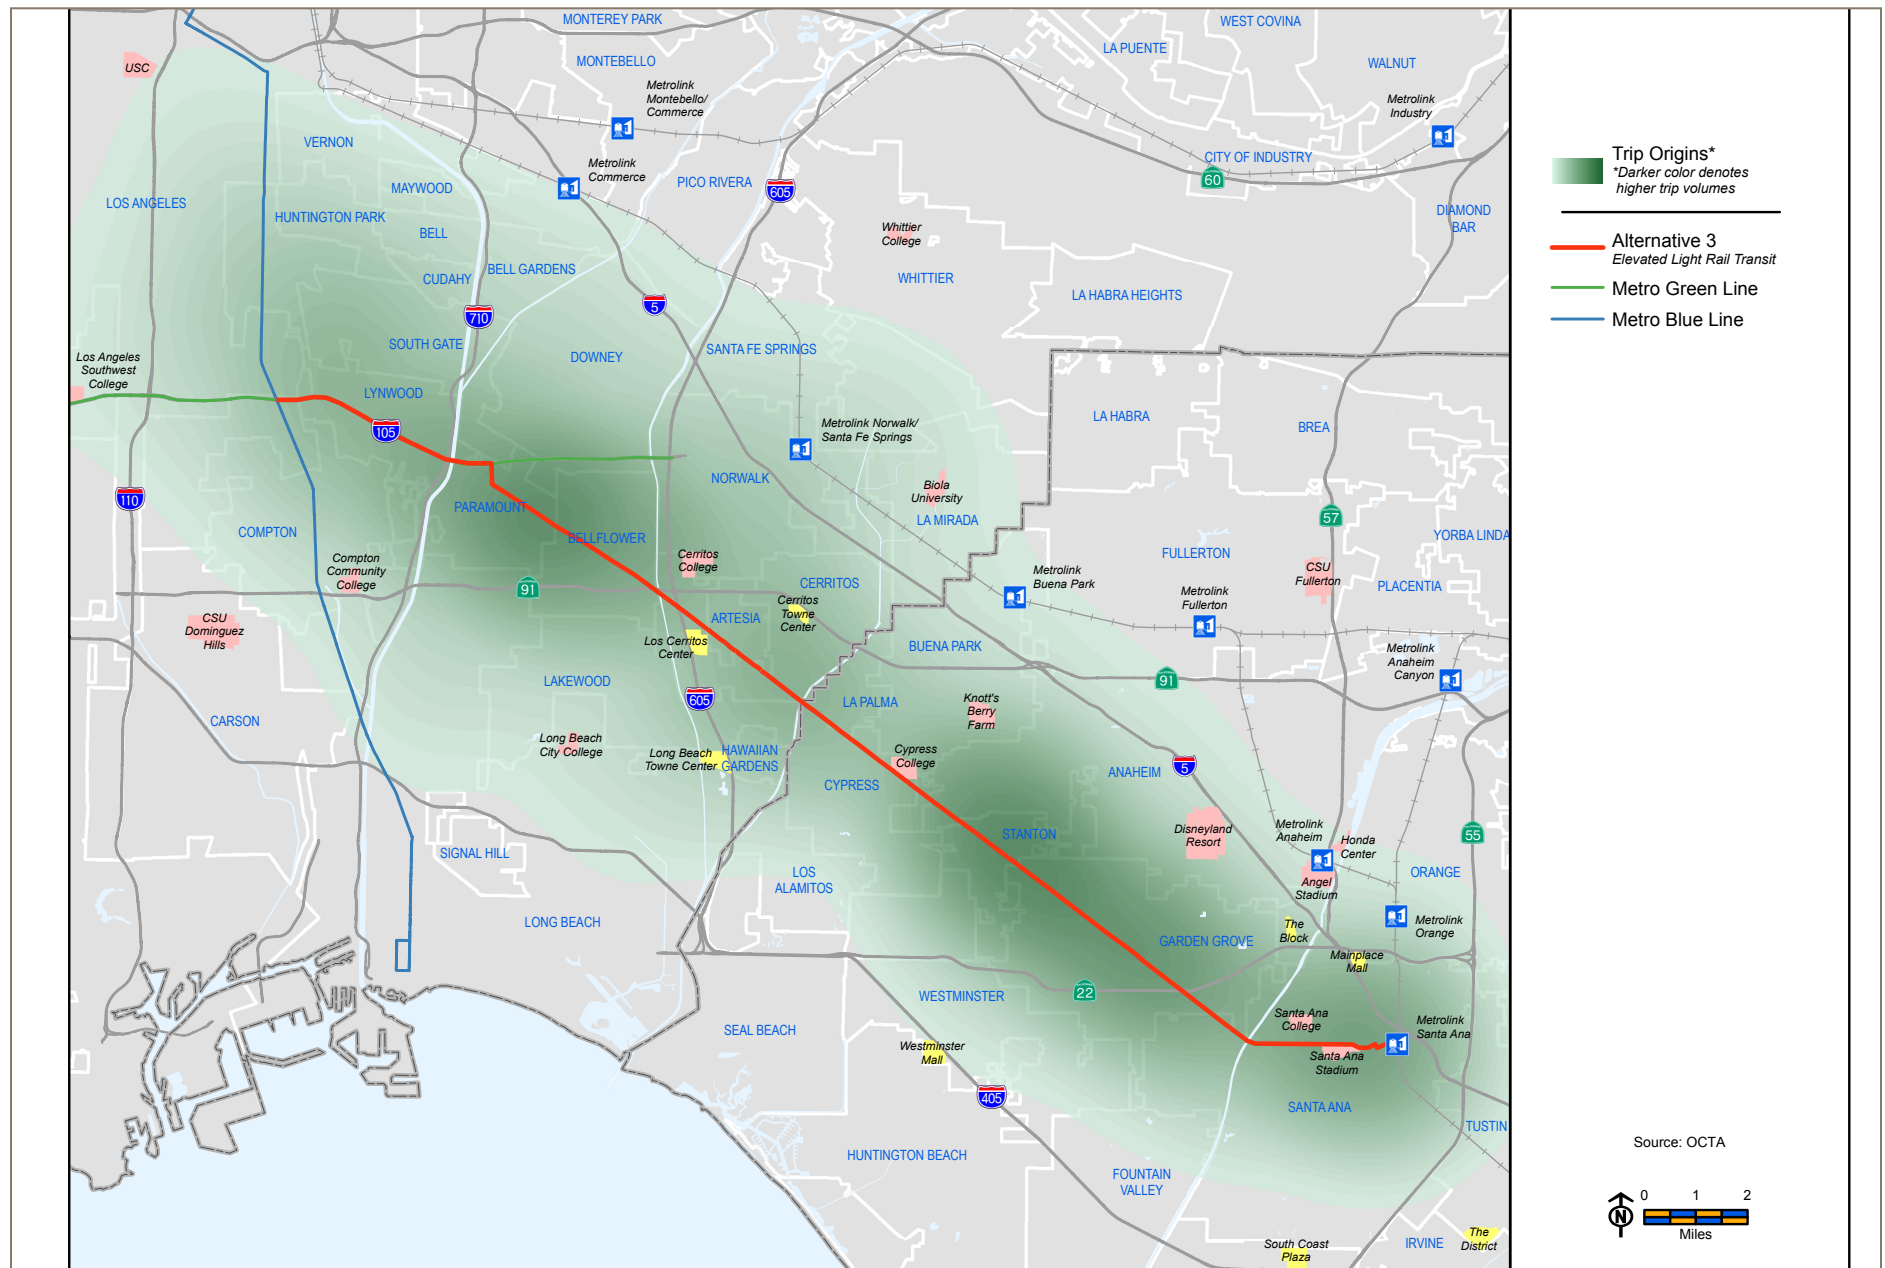 MONTEREY PARK
WEST COVINA
LA PUENTE
MONTEBELLO
WALNUT
USC
Metrolink
Montebello/
Commerce
Metrolink
Industry
VERNON
CITY OF INDUSTRY
Metrolink
Commerce
60
MAYWOOD
PICO RIVERA
605
LOS ANGELES
HUNTINGTON PARK
DIAMOND
BAR
BELL
Whittier
College
CUDAHY
BELL GARDENS
WHITTIER
LA HABRA HEIGHTS
5
710
SOUTH GATE
DOWNEY
SANTA FE SPRINGS
Los Angeles
Southwest
College
LYNWOOD
LA HABRA
BREA
105
Metrolink Norwalk/
Santa Fe Springs
NORWALK
110
Biola
University
PARAMOUNT
57
LA MIRADA
COMPTON
BELLFLOWER
YORBA LINDA
FULLERTON
Compton
Community
College
Cerritos
College
CSU
Fullerton
Metrolink
Buena Park
CERRITOS
PLACENTIA
91
Metrolink
Fullerton
Cerritos
Towne
Center
CSU
Dominguez
Hills
ARTESIA
Los Cerritos
Center
BUENA PARK
Metrolink
Anaheim
Canyon
LAKEWOOD
91
605
LA PALMA
Knott's
Berry
Farm
CARSON
Long Beach
City College
Long Beach
Towne Center
HAWAIIAN
GARDENS
Cypress
College
CYPRESS
ANAHEIM
5
STANTON
Disneyland
Resort
Metrolink
Anaheim
Honda
Center
55
SIGNAL HILL
LOS
ALAMITOS
ORANGE
Angel
Stadium
LONG BEACH
Metrolink
Orange
The
Block
GARDEN GROVE
Mainplace
Mall
22
WESTMINSTER
SEAL BEACH
Santa Ana
College
Metrolink
Santa Ana
Westminster
Mall
Santa Ana
Stadium
405
SANTA ANA
TUSTIN
HUNTINGTON BEACH
FOUNTAIN
VALLEY
South Coast
Plaza
IRVINE
The
District
Trip Origins*
*Darker color denotes
higher trip volumes
Alternative 3
Elevated Light Rail Transit
Metro Green Line
Metro Blue Line
Source: OCTA
N
0 1 2
Miles